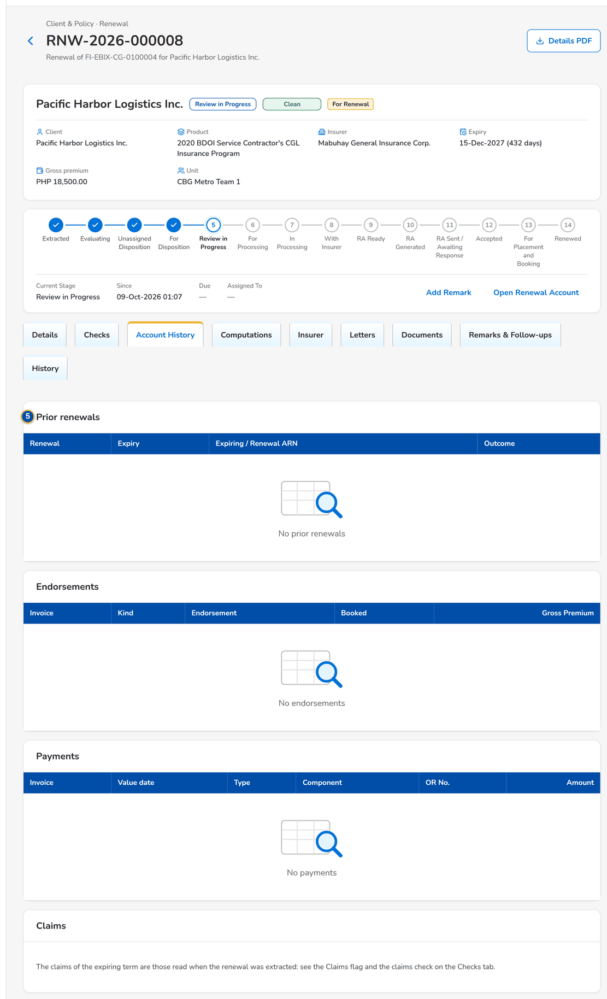 Client & Policy · Renewal
RNW-2026-000008
Renewal of FI-EBIX-CG-0100004 for Pacific Harbor Logistics Inc.
Details PDF
Pacific Harbor Logistics Inc.
Review in Progress
Clean
For Renewal
Client
Pacific Harbor Logistics Inc.
Product
2020 BDOI Service Contractor's CGL
Insurance Program
Insurer
Mabuhay General Insurance Corp.
Expiry
15-Dec-2027 (432 days)
Gross premium
PHP 18,500.00
Unit
CBG Metro Team 1
Extracted
Evaluating
Unassigned
Disposition
For
Disposition
5
Review in
Progress
6
For
Processing
7
In
Processing
8
With
Insurer
9
RA Ready
10
RA
Generated
11
RA Sent /
Awaiting
Response
12
Accepted
13
For
Placement
and
Booking
14
Renewed
Current Stage
Review in Progress
Since
09-Oct-2026 01:07
Due
—
Assigned To
—
Add Remark
Open Renewal Account
Details
Checks
Account History
Computations
Insurer
Letters
Documents
Remarks & Follow-ups
History
5
Prior renewals
Renewal Expiry Expiring / Renewal ARN Outcome
No prior renewals
Endorsements
Invoice Kind Endorsement Booked Gross Premium
No endorsements
Payments
Invoice Value date Type Component OR No. Amount
No payments
Claims
The claims of the expiring term are those read when the renewal was extracted: see the Claims flag and the claims check on the Checks tab.